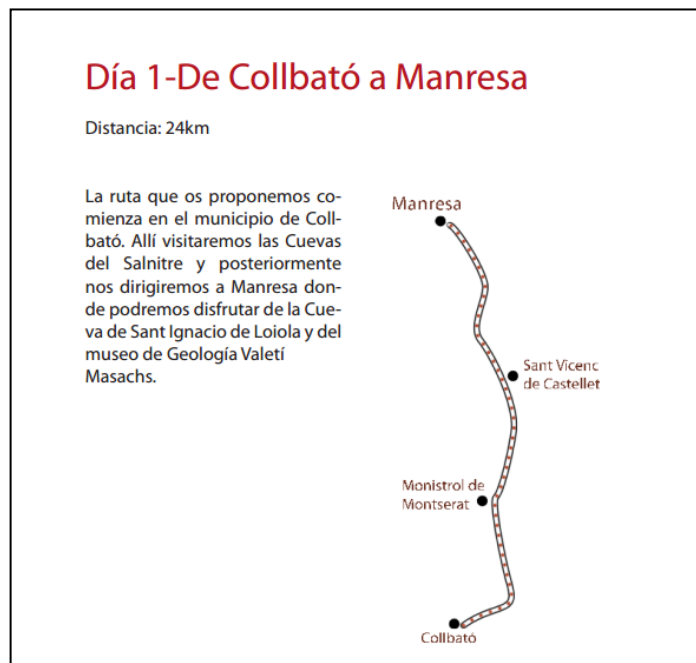 Día 1-De Collbató a Manresa
Distancia: 24km
La ruta que os proponemos co-
mienza en el municipio de Coll-
bató. Allí visitaremos las Cuevas
del Salnitre y posteriormente
nos dirigiremos a Manresa don-
de podremos disfrutar de la Cue-
va de Sant Ignacio de Loiola y del
museo de Geología Valetí
Masachs.
Manresa
Sant Vicenc
de Castellet
Monistrol de
Montserat
Collbató